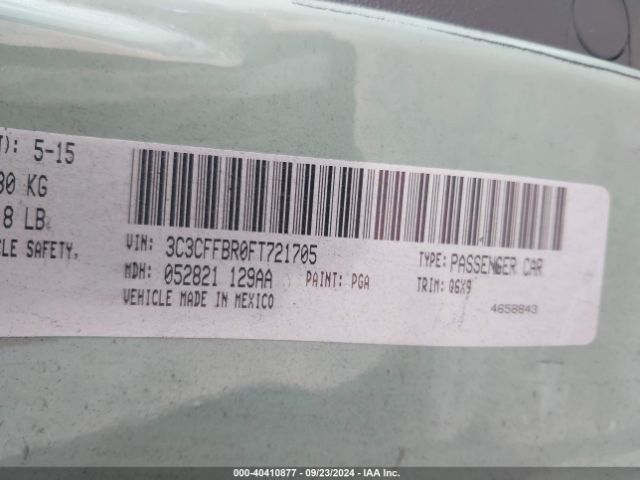 T): 5-15
80 KG
8 LB
CLE SAFETY,
VIN: 3C3CFFBR0FT721705
TYPE: PASSENGER CAR
MDH: 052821 129AA
PAINT: PGA
TRIM: Q6X9
VEHICLE MADE IN MEXICO
4658843
000-40410877 - 09/23/2024 - IAA Inc.